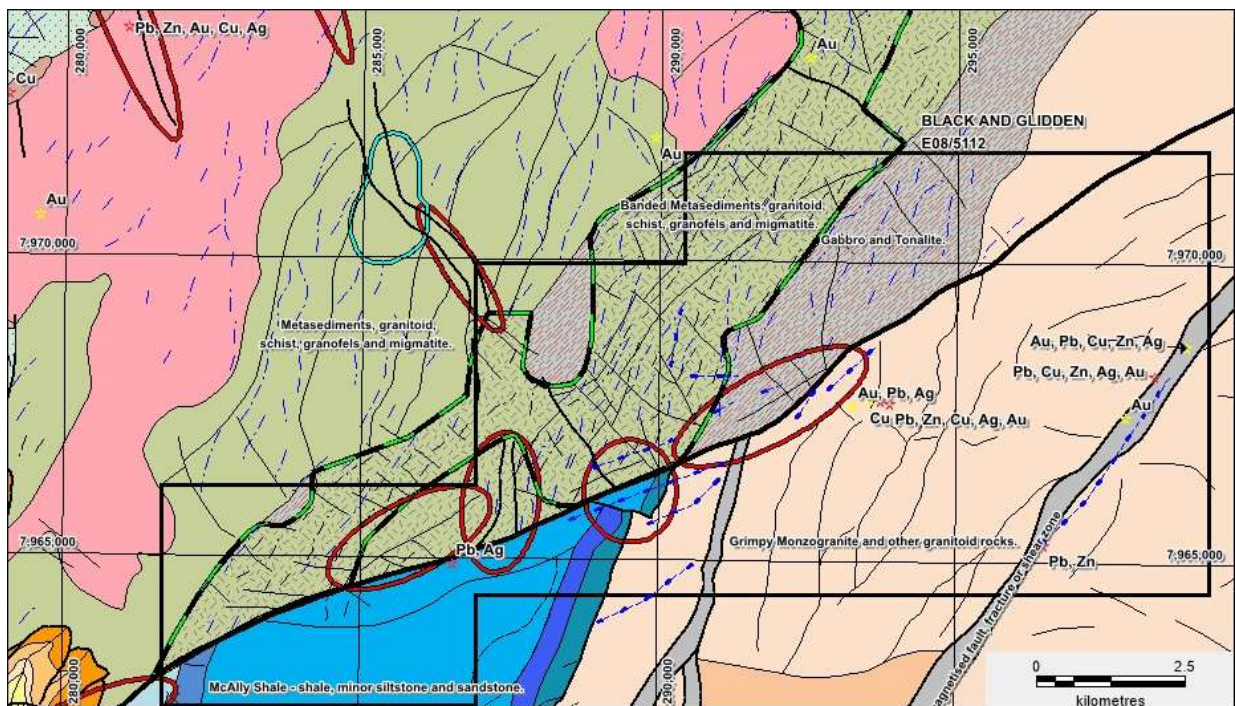 Pb, Zn, Au, Cu, Ag
280,000
285,000
290,000
295,000
Au
Cu
BLACK AND GLIDDEN
E08/5112
Au
Au
Banded Metasediments, granitoid,
schist, granofels and migmatite.
Gabbro and Tonalite.
7,970,000
7,970,000
Metasediments, granitoid,
schist, granofels and migmatite.
Au, Pb, Cu, Zn, Ag
Pb, Cu, Zn, Ag, Au
Au
Au, Pb, Ag
Cu Pb, Zn, Cu, Ag, Au
7,965,000
Pb, Ag
Grimpy Monzogranite and other granitoid rocks.
7,965,000
Pb, Zn
agnetised fault, fracture or shear zone
McAlly Shale - shale, minor siltstone and sandstone.
280,000
290,000
0
2.5
kilometres